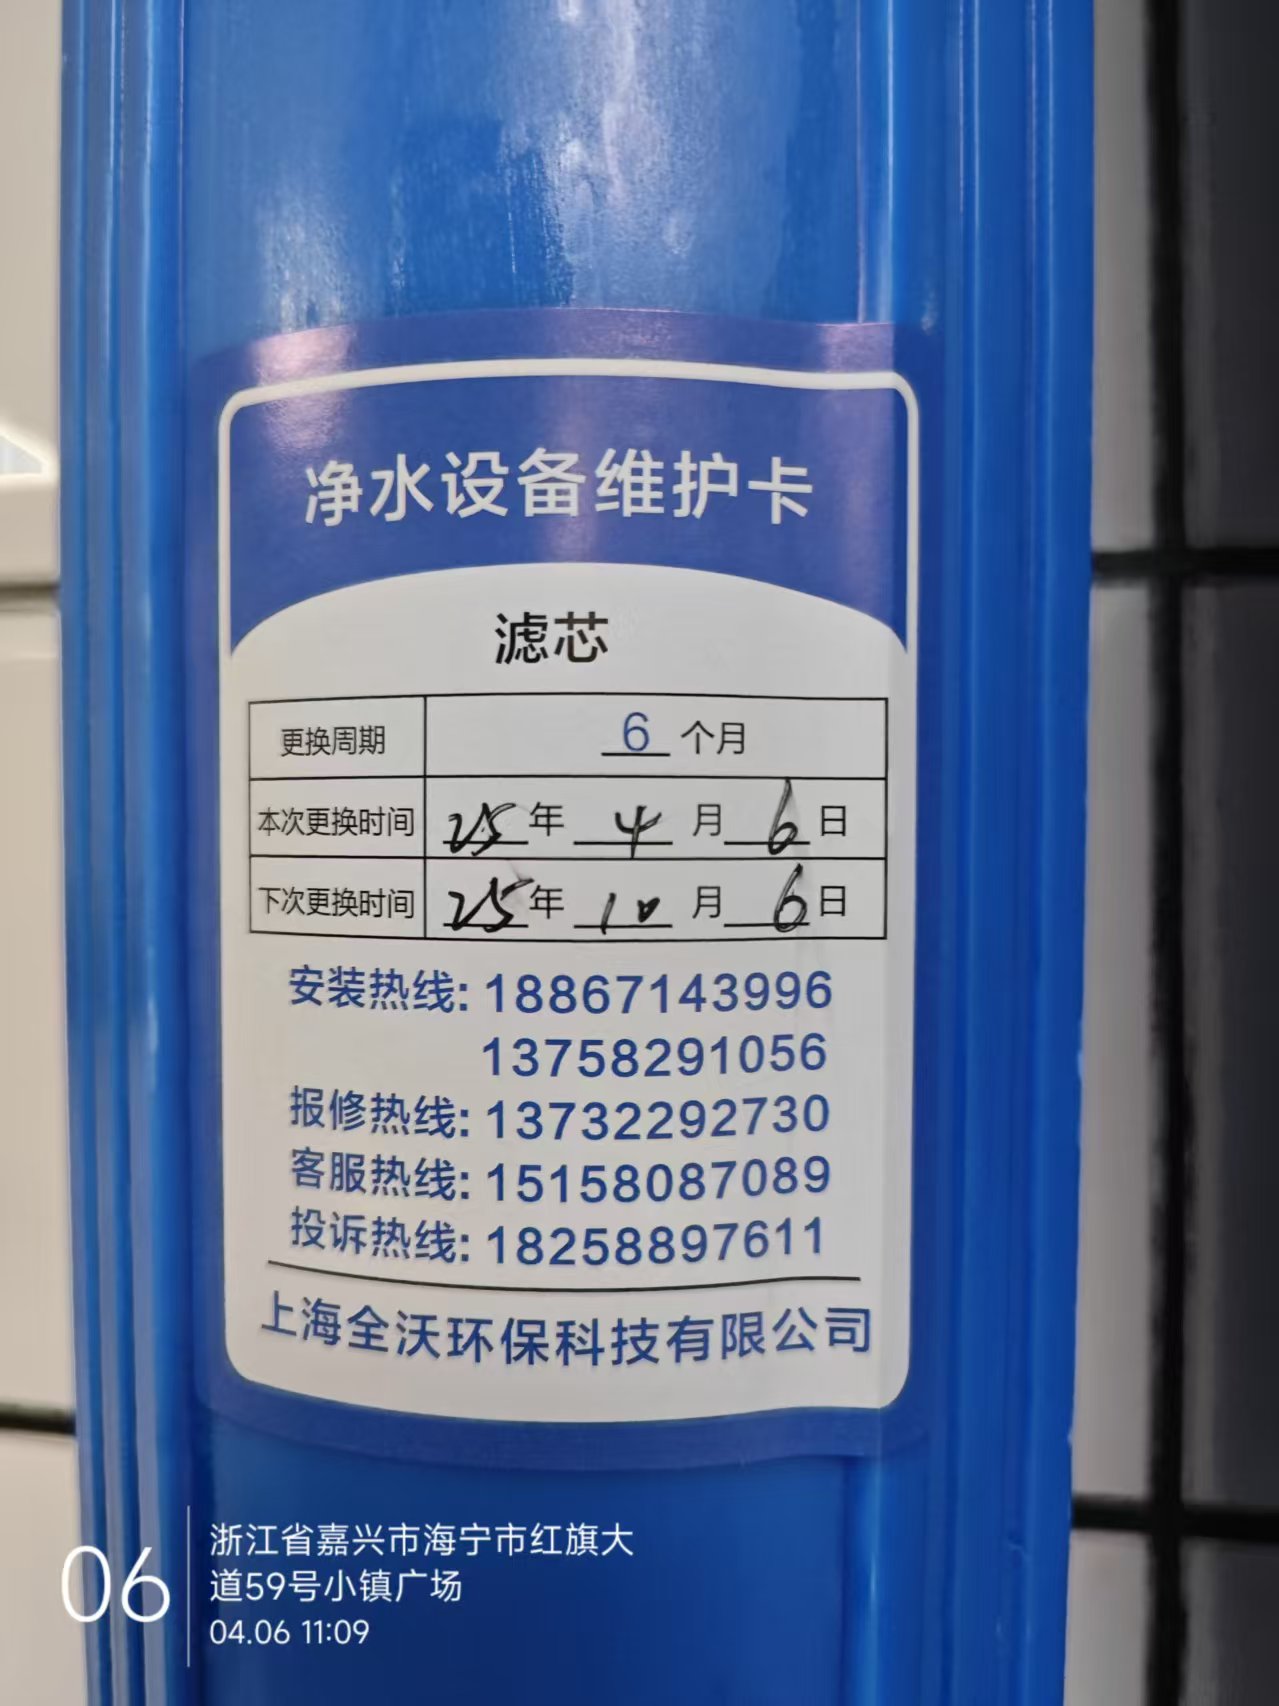 净水设备维护卡
滤芯
更换周期 6 个月
本次更换时间 25 年 4 月 6 日
下次更换时间 25 年 10 月 6 日
安装热线: 18867143996
13758291056
报修热线: 13732292730
客服热线: 15158087089
投诉热线: 18258897611
上海全沃环保科技有限公司
06
浙江省嘉兴市海宁市红旗大
道59号小镇广场
04.06 11:09